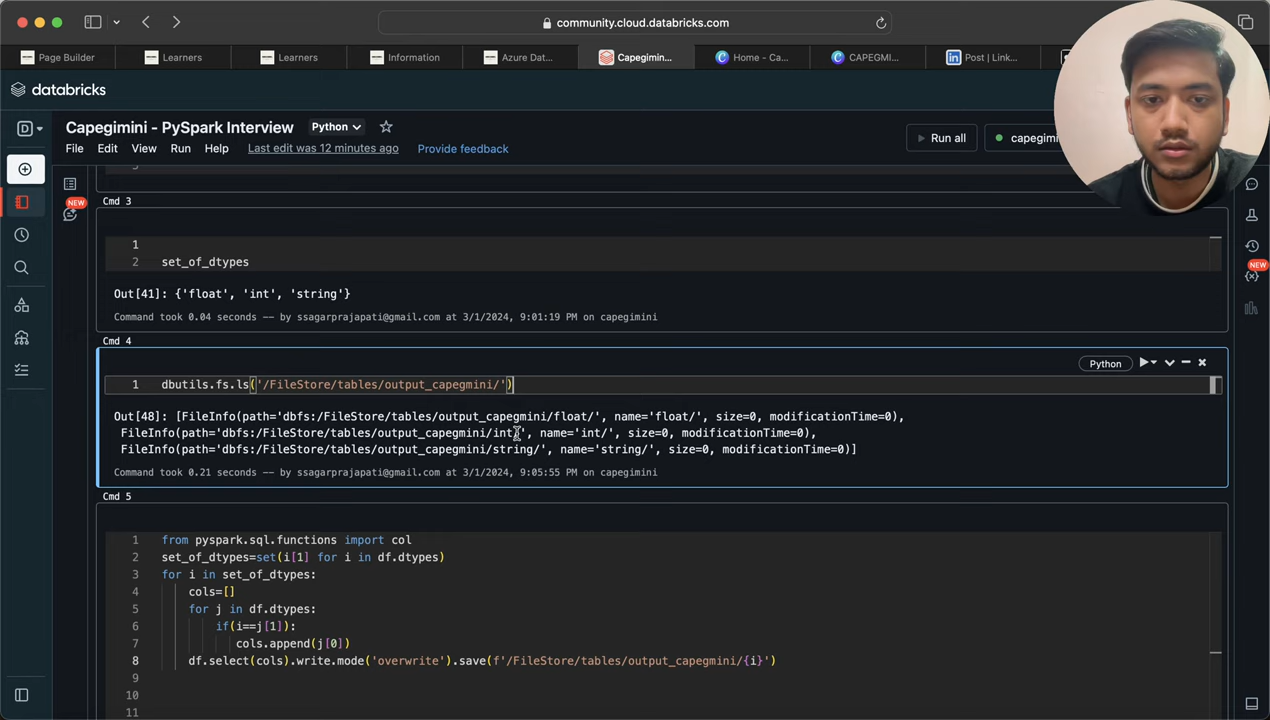 community.cloud.databricks.com
Page Builder
Learners
Learners
Information
Azure Dat...
Capegimin...
Home - Ca...
CAPEGMI...
Post | Link...
databricks
D
Capegimini - PySpark Interview
Python
File
Edit
View
Run
Help
Last edit was 12 minutes ago
Provide feedback
Run all
capegimi
NEW
NEW
3
Cmd 3
1
2 set_of_dtypes
Out[41]: {'float', 'int', 'string'}
Command took 0.04 seconds -- by ssagarprajapati@gmail.com at 3/1/2024, 9:01:19 PM on capegimini
Cmd 4
Python
1 dbutils.fs.ls('/FileStore/tables/output_capegmini/')
Out[48]: [FileInfo(path='dbfs:/FileStore/tables/output_capegmini/float/', name='float/', size=0, modificationTime=0),
FileInfo(path='dbfs:/FileStore/tables/output_capegmini/int/', name='int/', size=0, modificationTime=0),
FileInfo(path='dbfs:/FileStore/tables/output_capegmini/string/', name='string/', size=0, modificationTime=0)]
Command took 0.21 seconds -- by ssagarprajapati@gmail.com at 3/1/2024, 9:05:55 PM on capegimini
Cmd 5
1 from pyspark.sql.functions import col
2 set_of_dtypes=set(i[1] for i in df.dtypes)
3 for i in set_of_dtypes:
4 cols=[]
5 for j in df.dtypes:
6 if(i==j[1]):
7 cols.append(j[0])
8 df.select(cols).write.mode('overwrite').save(f'/FileStore/tables/output_capegmini/{i}')
9
10
11